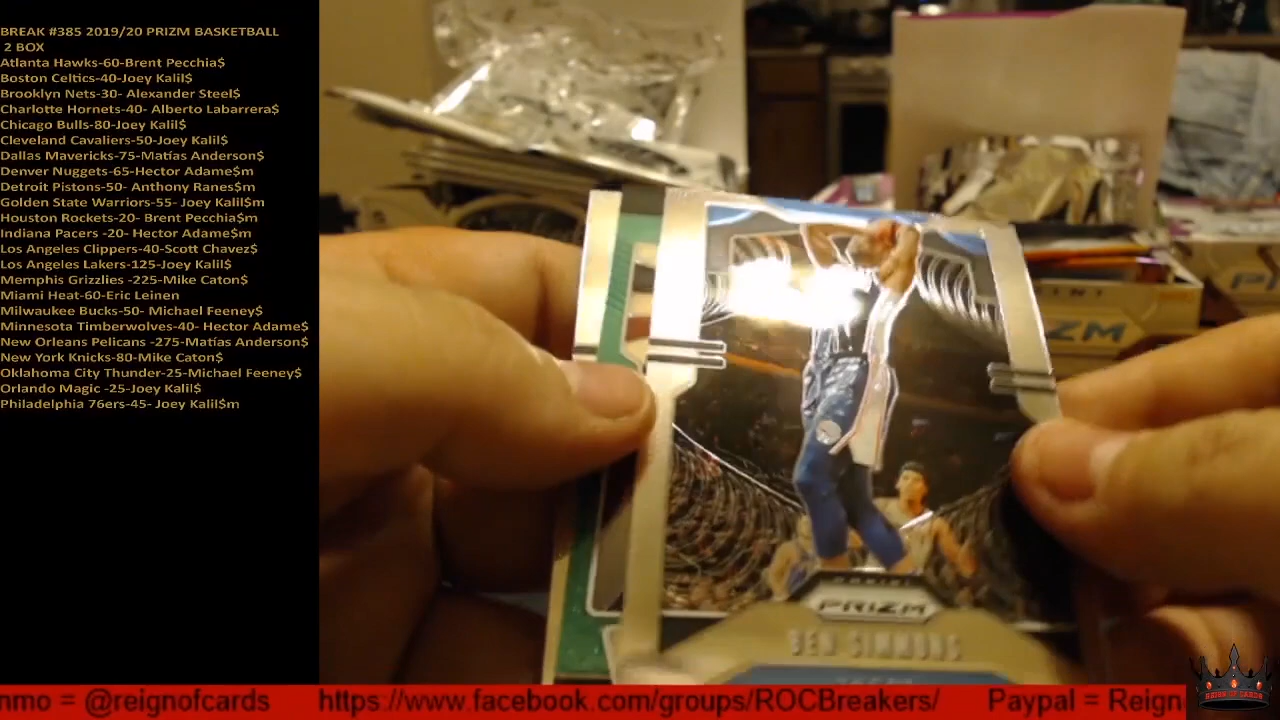 BREAK #385 2019/20 PRIZM BASKETBALL
2 BOX
Atlanta Hawks-60-Brent Pecchia$
Boston Celtics-40-Joey Kalil$
Brooklyn Nets-30- Alexander Steel$
Charlotte Hornets-40- Alberto Labarrera$
Chicago Bulls-80-Joey Kalil$
Cleveland Cavaliers-50-Joey Kalil$
Dallas Mavericks-75-Matías Anderson$
Denver Nuggets-65-Hector Adame$m
Detroit Pistons-50- Anthony Ranes$m
Golden State Warriors-55- Joey Kalil$m
Houston Rockets-20- Brent Pecchia$m
Indiana Pacers -20- Hector Adame$m
Los Angeles Clippers-40-Scott Chavez$
Los Angeles Lakers-125-Joey Kalil$
Memphis Grizzlies -225-Mike Caton$
Miami Heat-60-Eric Leinen
Milwaukee Bucks-50- Michael Feeney$
Minnesota Timberwolves-40- Hector Adame$
New Orleans Pelicans -275-Matías Anderson$
New York Knicks-80-Mike Caton$
Oklahoma City Thunder-25-Michael Feeney$
Orlando Magic -25-Joey Kalil$
Philadelphia 76ers-45- Joey Kalil$m
PANINI
PRIZM
BEN SIMMONS
nmo = @reignofcards https://www.facebook.com/groups/ROCBreakers/ Paypal = Reign
REIGN OF CARDS